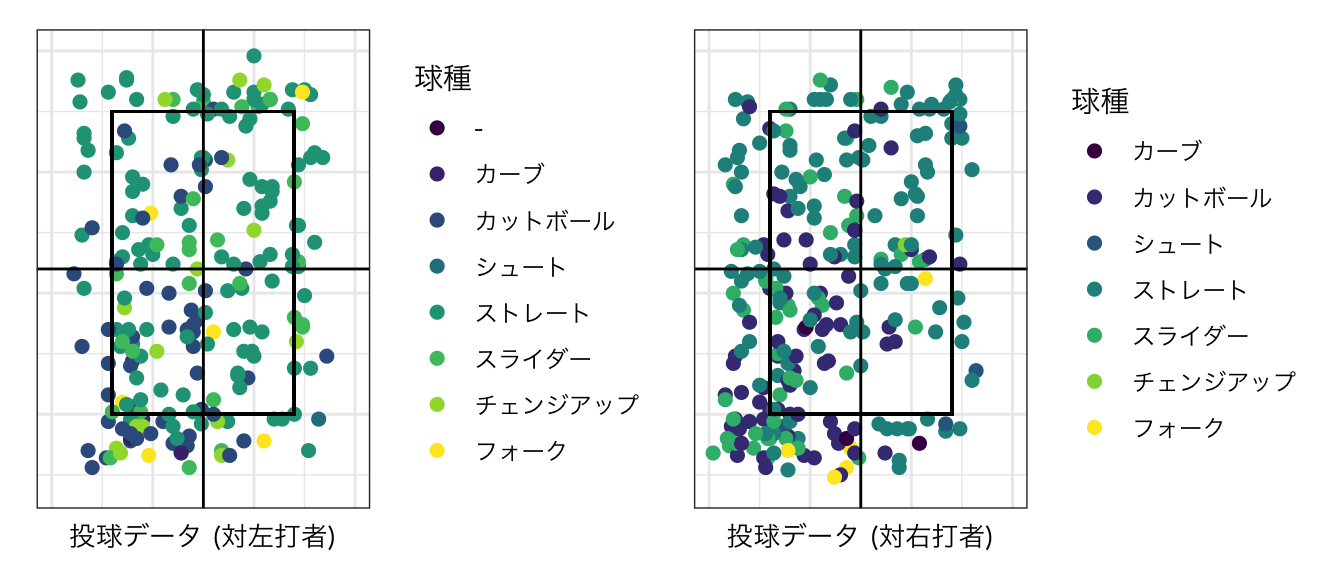 球種
-
カーブ
カットボール
シュート
ストレート
スライダー
チェンジアップ
フォーク
投球データ (対左打者)
球種
カーブ
カットボール
シュート
ストレート
スライダー
チェンジアップ
フォーク
投球データ (対右打者)